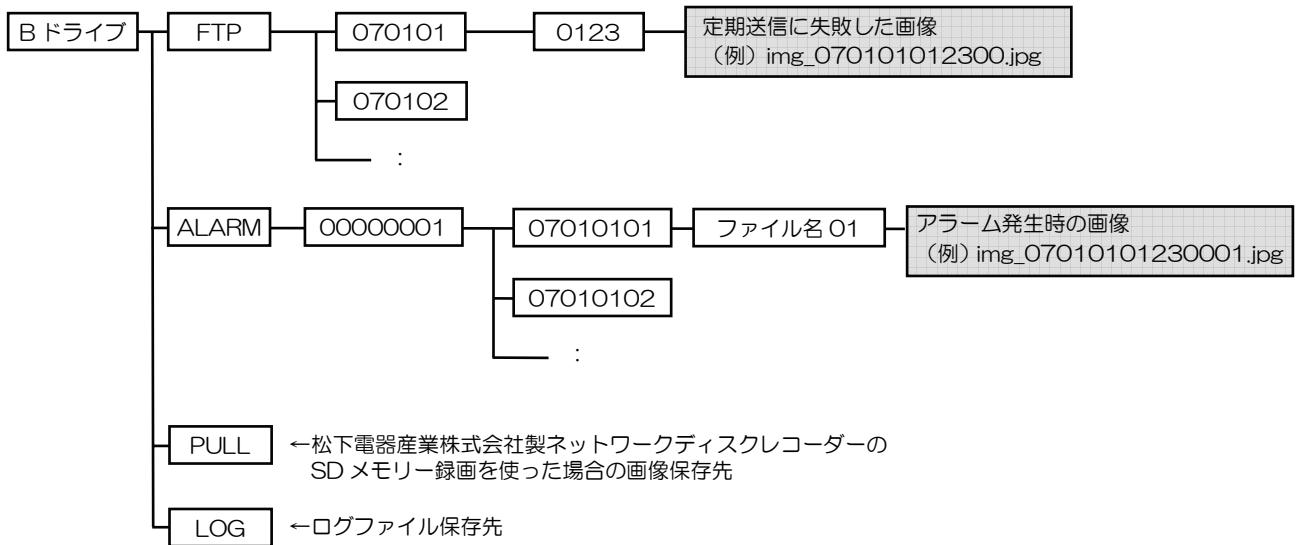 B ドライブ
FTP
070101
0123
定期送信に失敗した画像
（例）img_070101012300.jpg
070102
：
ALARM
00000001
07010101
ファイル名 01
アラーム発生時の画像
（例）img_07010101230001.jpg
07010102
：
PULL
←松下電器産業株式会社製ネットワークディスクレコーダーの
SD メモリー録画を使った場合の画像保存先
LOG
←ログファイル保存先